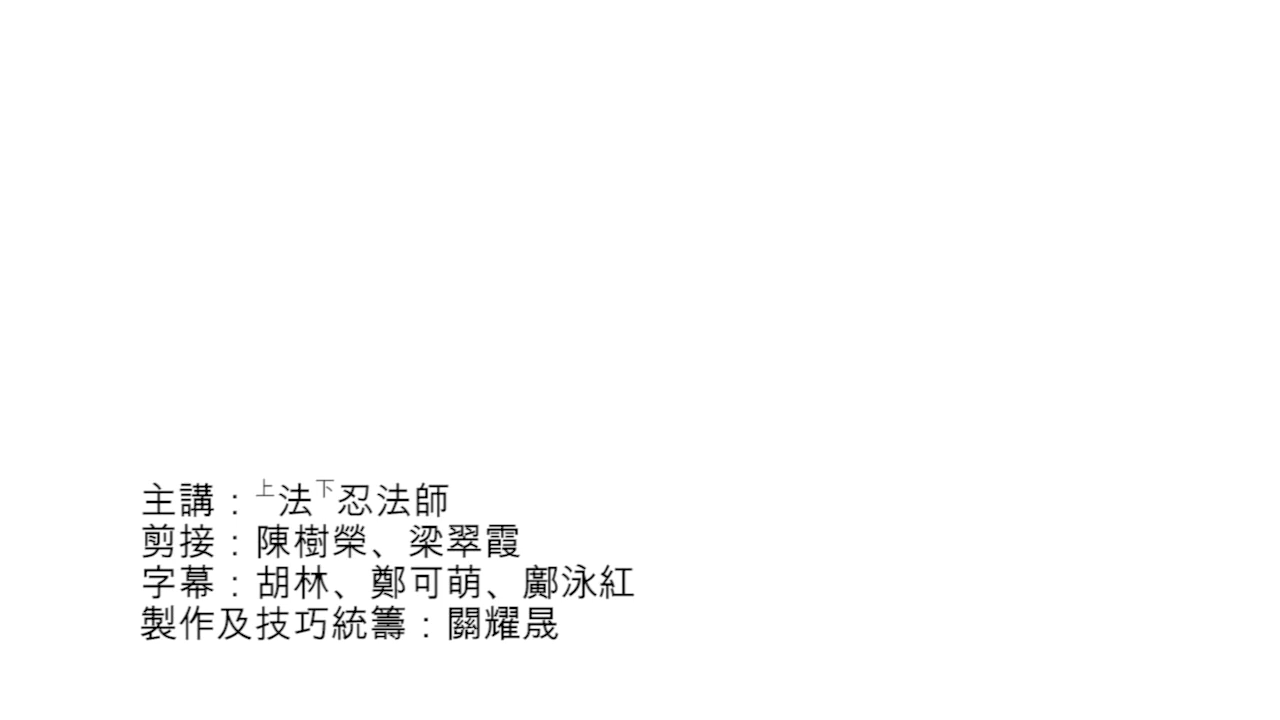 主講：上法下忍法師
剪接：陳樹榮、梁翠霞
字幕：胡林、鄭可萌、鄺泳紅
製作及技巧統籌：關耀晟